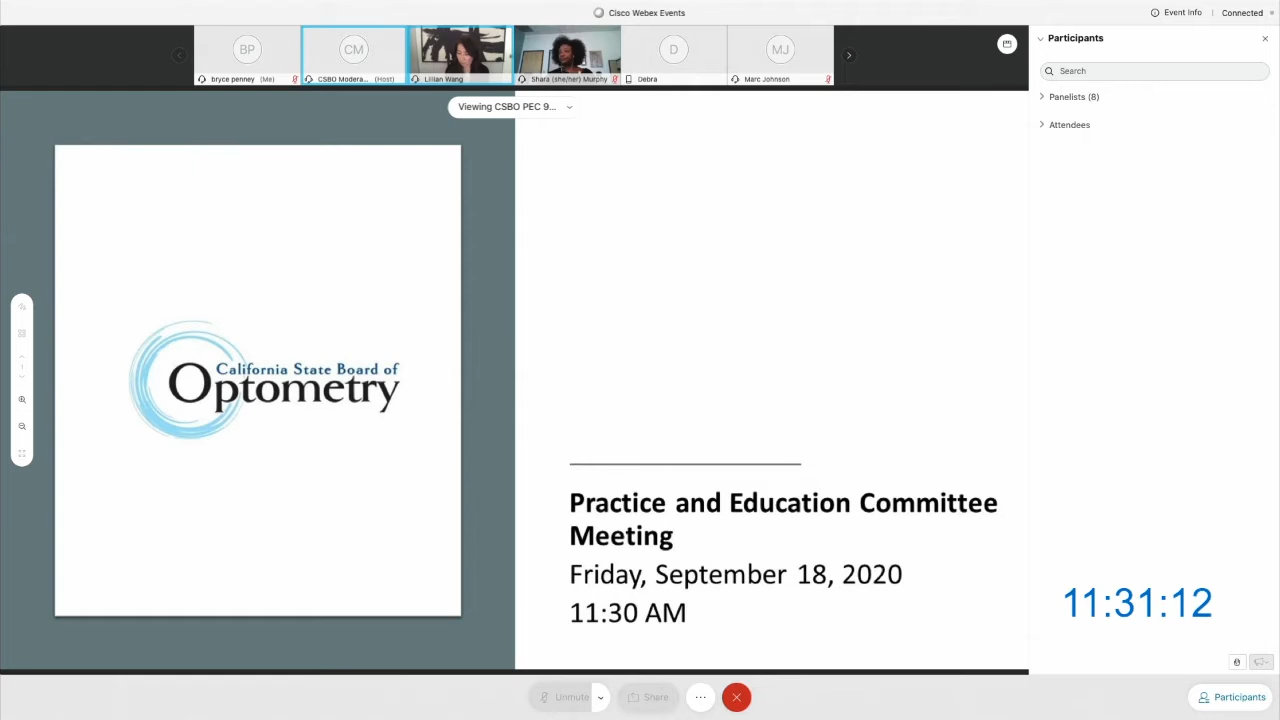 Cisco Webex Events
Event Info
Connected
BP
CM
D
MJ
bryce penney (Me)
CSBO Modera... (Host)
Lillian Wang
Shara (she/her) Murphy
Debra
Marc Johnson
Participants
Search
Panelists (8)
Attendees
Viewing CSBO PEC 9...
California State Board of
Optometry
Practice and Education Committee
Meeting
Friday, September 18, 2020
11:30 AM
11:31:12
Unmute
Share
Participants